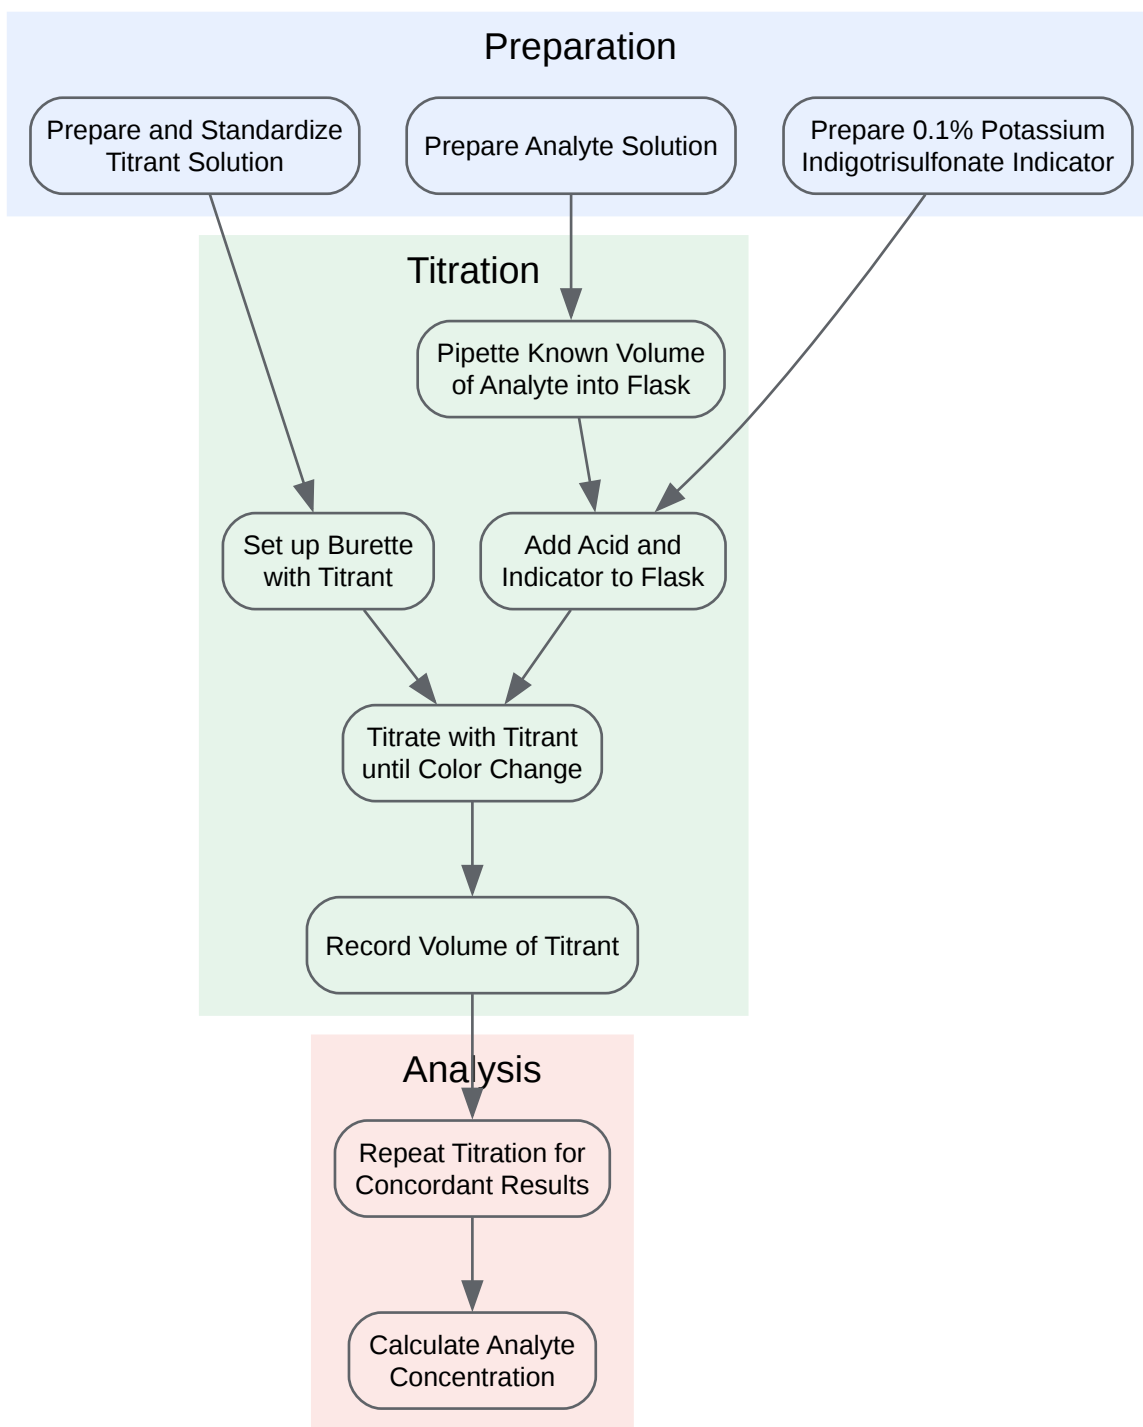 Preparation
Prepare and Standardize
Titrant Solution
Prepare Analyte Solution
Prepare 0.1% Potassium
Indigotrisulfonate Indicator
Titration
Pipette Known Volume
of Analyte into Flask
Set up Burette
with Titrant
Add Acid and
Indicator to Flask
Titrate with Titrant
until Color Change
Record Volume of Titrant
Analysis
Repeat Titration for
Concordant Results
Calculate Analyte
Concentration